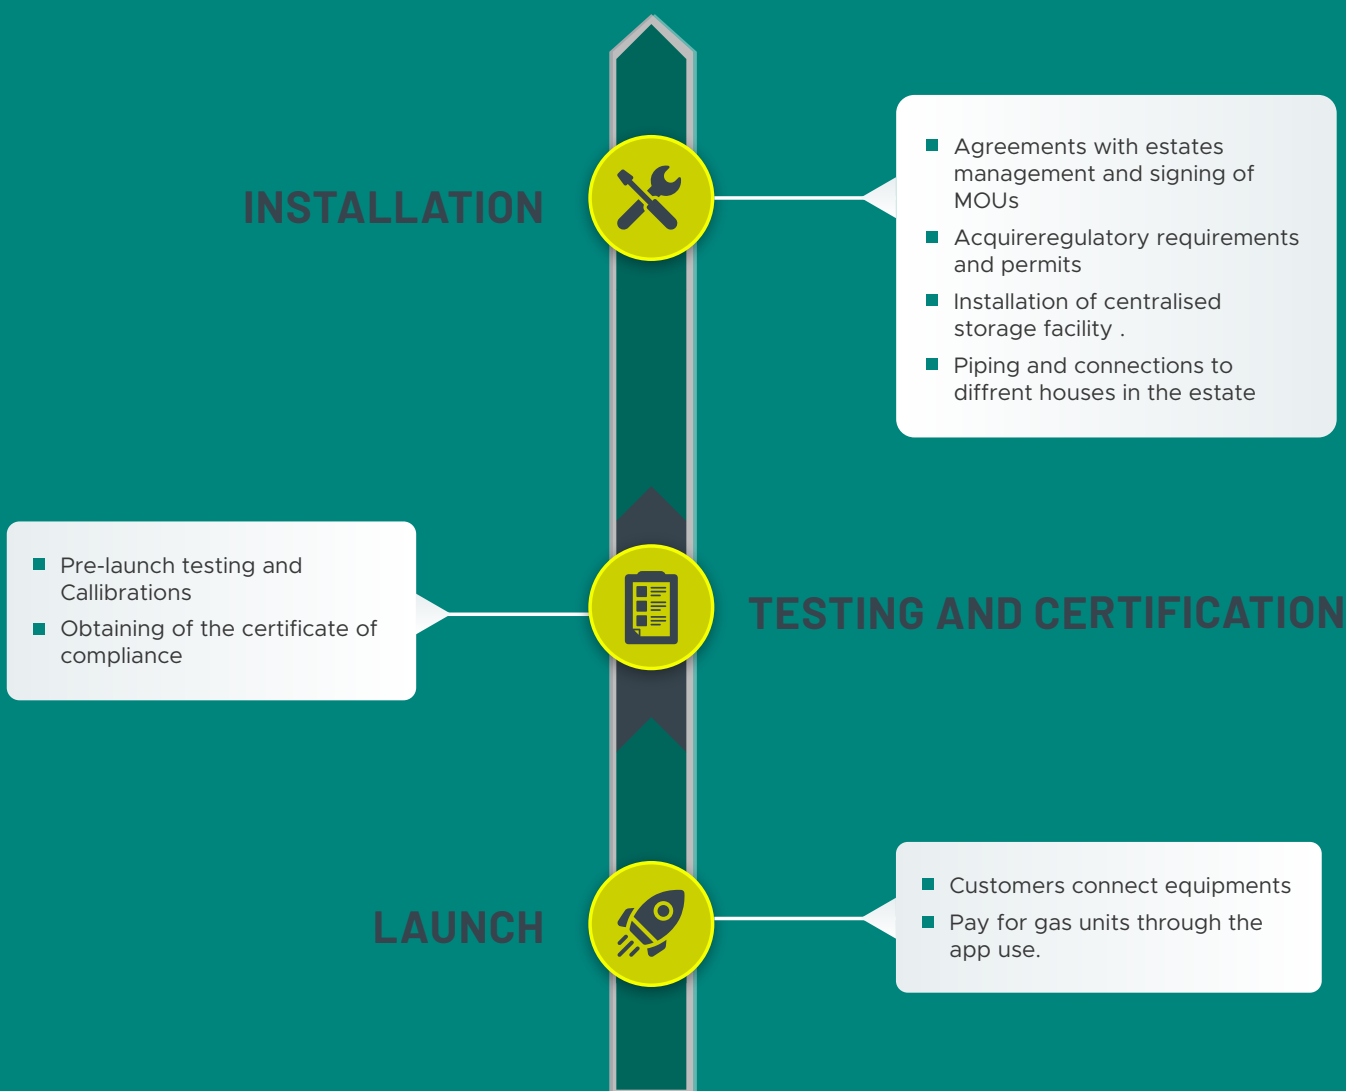 INSTALLATION
Agreements with estates
management and signing of
MOUs
Acquireregulatory requirements
and permits
Installation of centralised
storage facility .
Piping and connections to
diffrent houses in the estate
Pre-launch testing and
Callibrations
Obtaining of the certificate of
compliance
TESTING AND CERTIFICATION
LAUNCH
Customers connect equipments
Pay for gas units through the
app use.